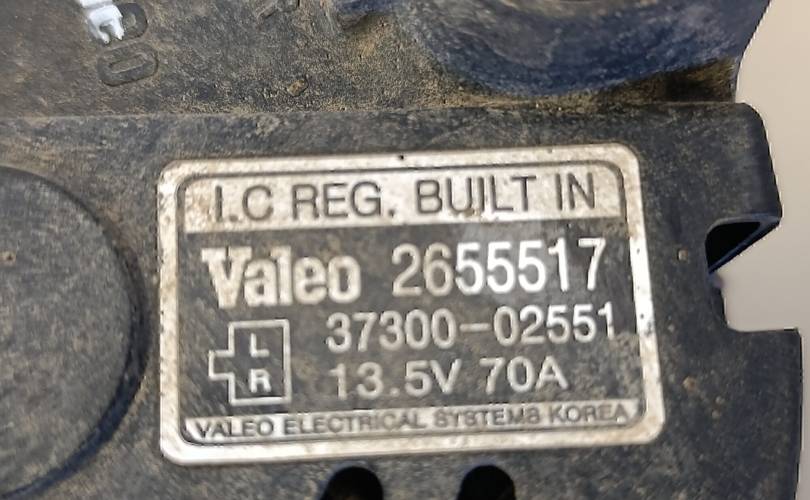 I.C REG. BUILT IN
Valeo 2655517
37300-02551
L
R
13.5V 70A
VALEO ELECTRICAL SYSTEMS KOREA